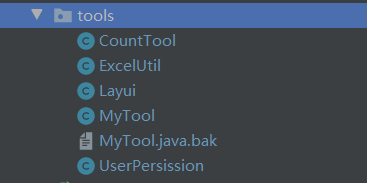 tools
CountTool
ExcelUtil
Layui
MyTool
MyTool.java.bak
UserPersission